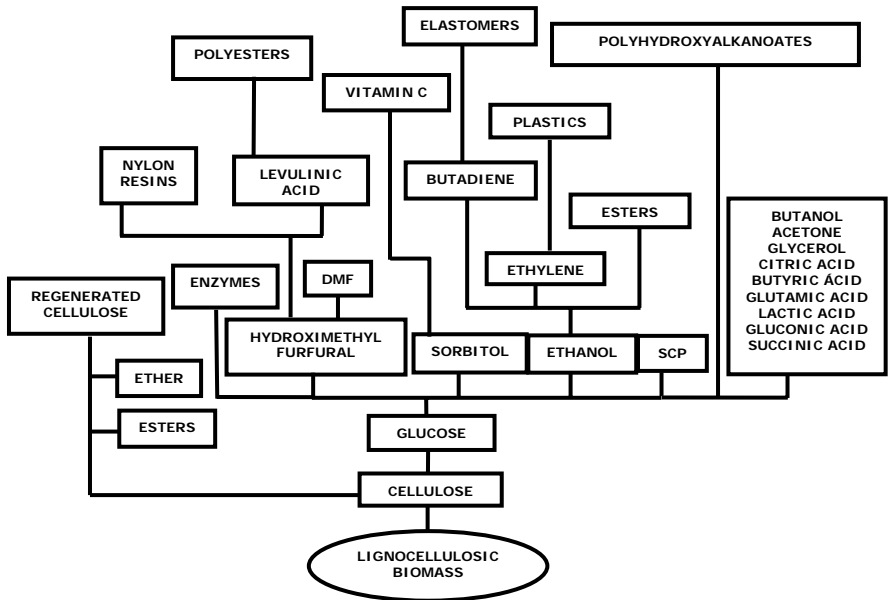 ELASTOMERS
POLYHYDROXYALKANOATES
POLYESTERS
VITAMIN C
PLASTICS
NYLON
RESINS
LEVULINIC
ACID
BUTADIENE
ESTERS
BUTANOL
ACETONE
GLYCEROL
CITRIC ACID
BUTYRIC ÁCID
GLUTAMIC ACID
LACTIC ACID
GLUCONIC ACID
SUCCINIC ACID
REGENERATED
CELLULOSE
ENZYMES
DMF
ETHYLENE
HYDROXIMETHYL
FURFURAL
SORBITOL
ETHANOL
SCP
ETHER
ESTERS
GLUCOSE
CELLULOSE
LIGNOCELLULOSIC
BIOMASS